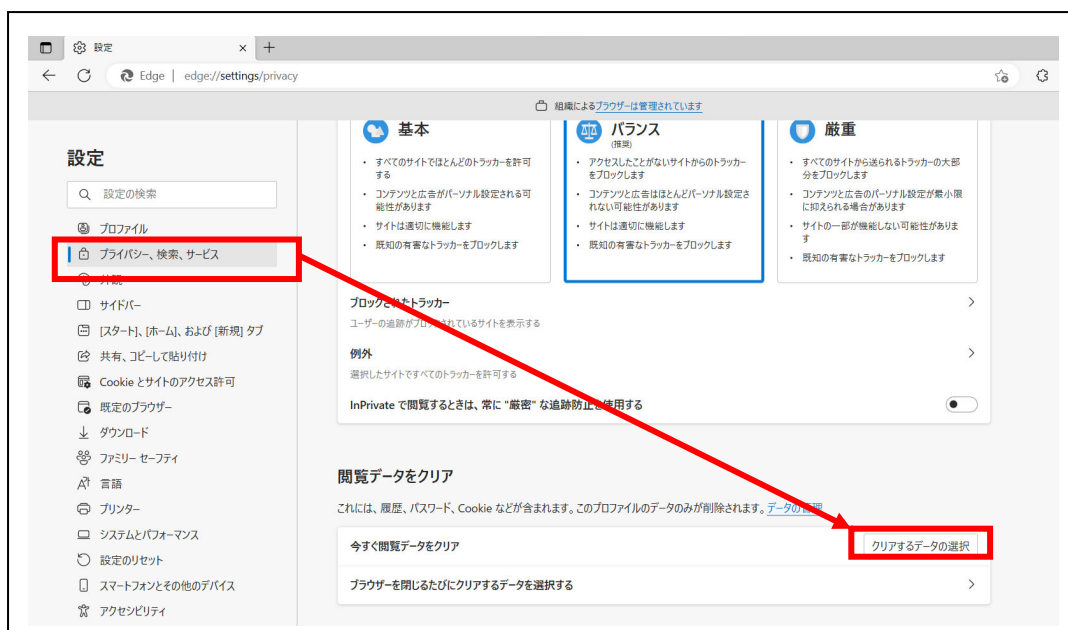 設定
Edge | edge://settings/privacy
組織によるブラウザーは管理されています
設定
設定の検索
プロファイル
プライバシー、検索、サービス
外観
サイドバー
[スタート]、[ホーム]、および [新規] タブ
共有、コピーして貼り付け
Cookie とサイトのアクセス許可
既定のブラウザー
ダウンロード
ファミリー セーフティ
言語
プリンター
システムとパフォーマンス
設定のリセット
スマートフォンとその他のデバイス
アクセシビリティ
基本
・ すべてのサイトでほとんどのトラッカーを許可
する
・ コンテンツと広告がパーソナル設定される可
能性があります
・ サイトは適切に機能します
・ 既知の有害なトラッカーをブロックします
バランス
(推奨)
・ アクセスしたことがないサイトからのトラッカー
をブロックします
・ コンテンツと広告はほとんどパーソナル設定さ
れない可能性があります
・ サイトは適切に機能します
・ 既知の有害なトラッカーをブロックします
厳重
・ すべてのサイトから送られるトラッカーの大部
分をブロックします
・ コンテンツと広告のパーソナル設定が最小限
に抑えられる場合があります
・ サイトの一部が機能しない可能性がありま
す
・ 既知の有害なトラッカーをブロックします
ブロックされたトラッカー
ユーザーの追跡がブロックされているサイトを表示する
例外
選択したサイトですべてのトラッカーを許可する
InPrivate で閲覧するときは、常に "厳密" な追跡防止を使用する
閲覧データをクリア
これには、履歴、パスワード、Cookie などが含まれます。このプロファイルのデータのみが削除されます。データの管理
今すぐ閲覧データをクリア
クリアするデータの選択
ブラウザーを閉じるたびにクリアするデータを選択する